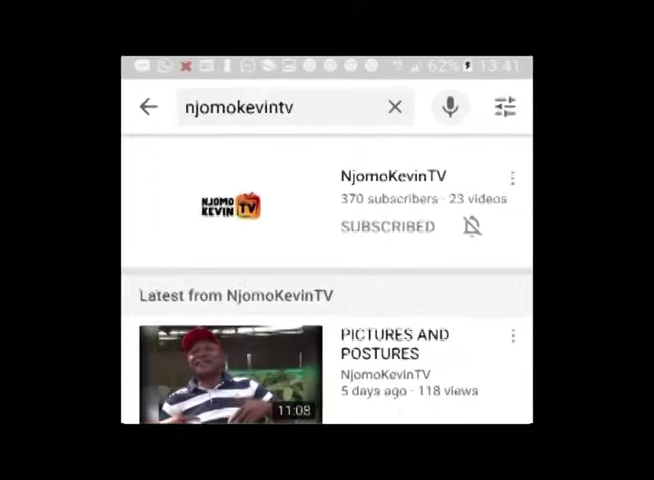 62% 13.41
njomokevintv
NJOMO
KEVIN TV
NjomoKevinTV
370 subscribers · 23 videos
SUBSCRIBED
Latest from NjomoKevinTV
PICTURES AND
POSTURES
NjomoKevinTV
5 days ago · 118 views
11:08